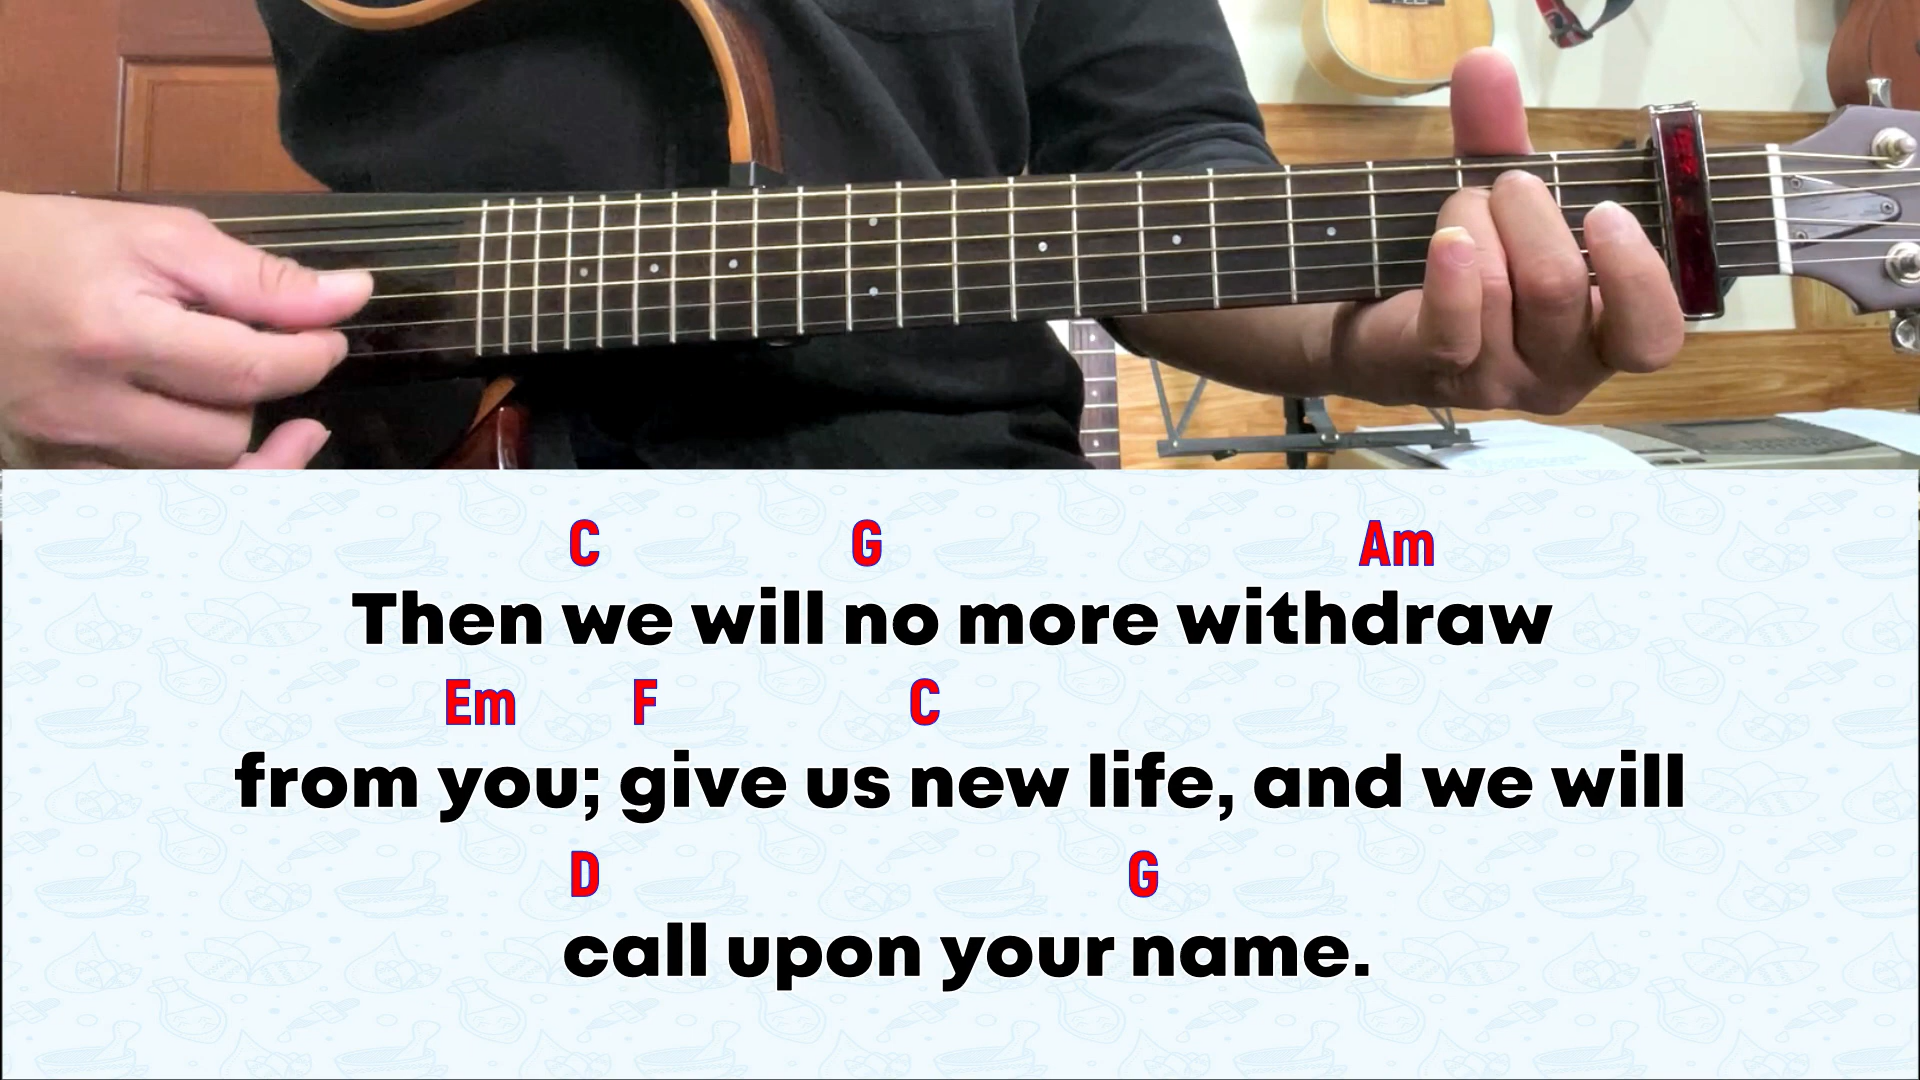 C G Am
Then we will no more withdraw
Em F C
from you; give us new life, and we will
D G
call upon your name.